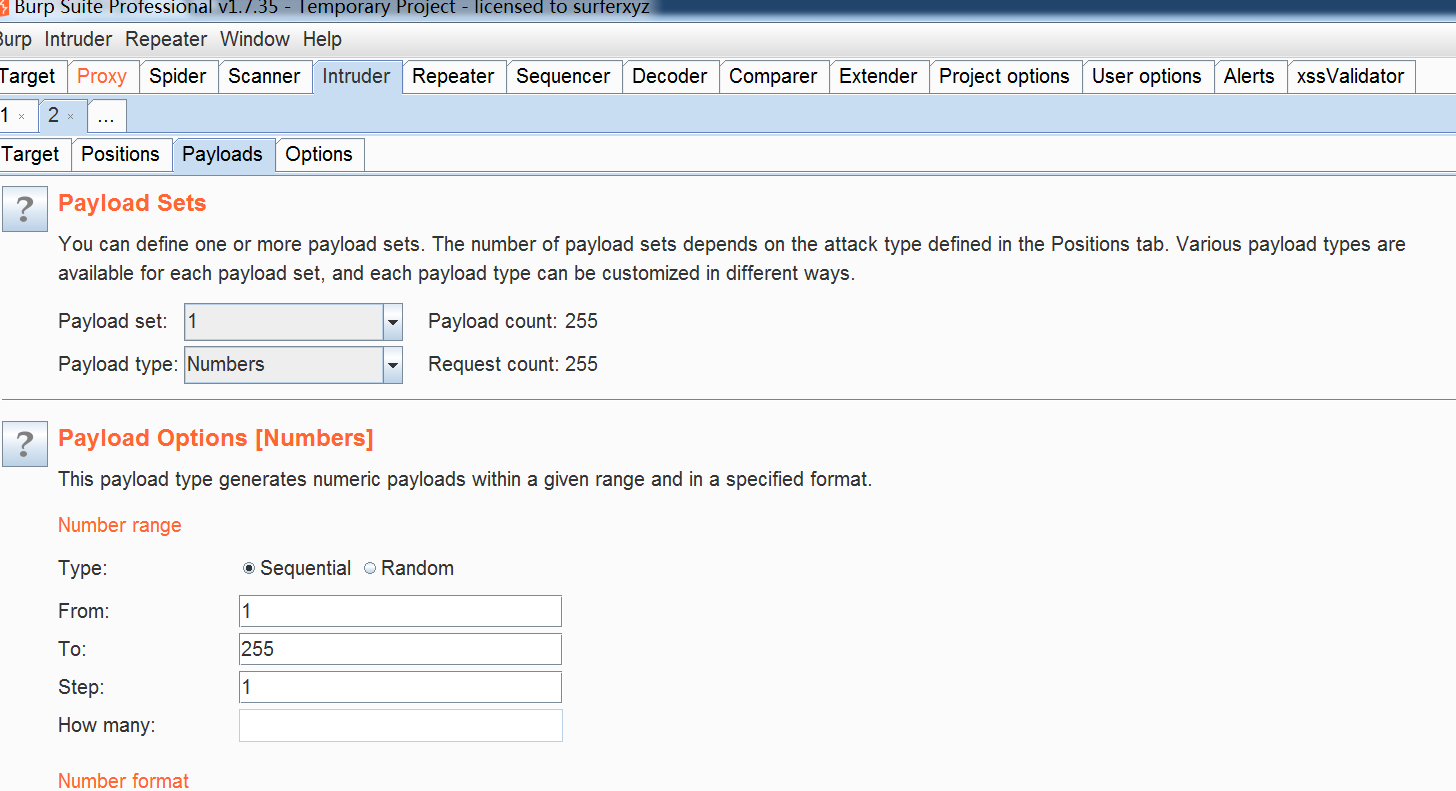 Burp Suite Professional v1.7.35 - Temporary Project - licensed to surferxyz
Burp Intruder Repeater Window Help
Target Proxy Spider Scanner Intruder Repeater Sequencer Decoder Comparer Extender Project options User options Alerts xssValidator
1 × 2 × ...
Target Positions Payloads Options
? Payload Sets
You can define one or more payload sets. The number of payload sets depends on the attack type defined in the Positions tab. Various payload types are
available for each payload set, and each payload type can be customized in different ways.
Payload set: 1 Payload count: 255
Payload type: Numbers Request count: 255
? Payload Options [Numbers]
This payload type generates numeric payloads within a given range and in a specified format.
Number range
Type: Sequential Random
From: 1
To: 255
Step: 1
How many:
Number format